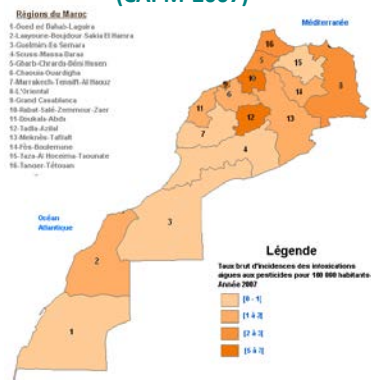 (CAPM 2007)
Régions du Maroc
1-Oued ed Dahab-Laguira
2-Laayoune-Boujdour Sakia El Hamra
3-Guelmim-Es Semara
4-Souss-Massa Daraa
5-Gharb-Chrarda-Béni Hssen
6-Chaouia-Ouardigha
7-Marrakech-Tensift-Al Haouz
8-L'Oriental
9-Grand Casablanca
10-Rabat-Salé-Zemmour-Zaer
11-Doukala-Abda
12-Tadla-Azilal
13-Meknès-Tafilalt
14-Fès-Boulemane
15-Taza-Al Hoceima-Taounate
16-Tanger-Tétouan
Méditerranée
16
5
15
10
8
6
14
11
12
13
7
4
3
Océan
Atlantique
2
1
Légende
Taux brut d'incidences des intoxications
aigues aux pesticides pour 100 000 habitants-
Année 2007
[0 - 1]
[1 à 2[
[2 à 3[